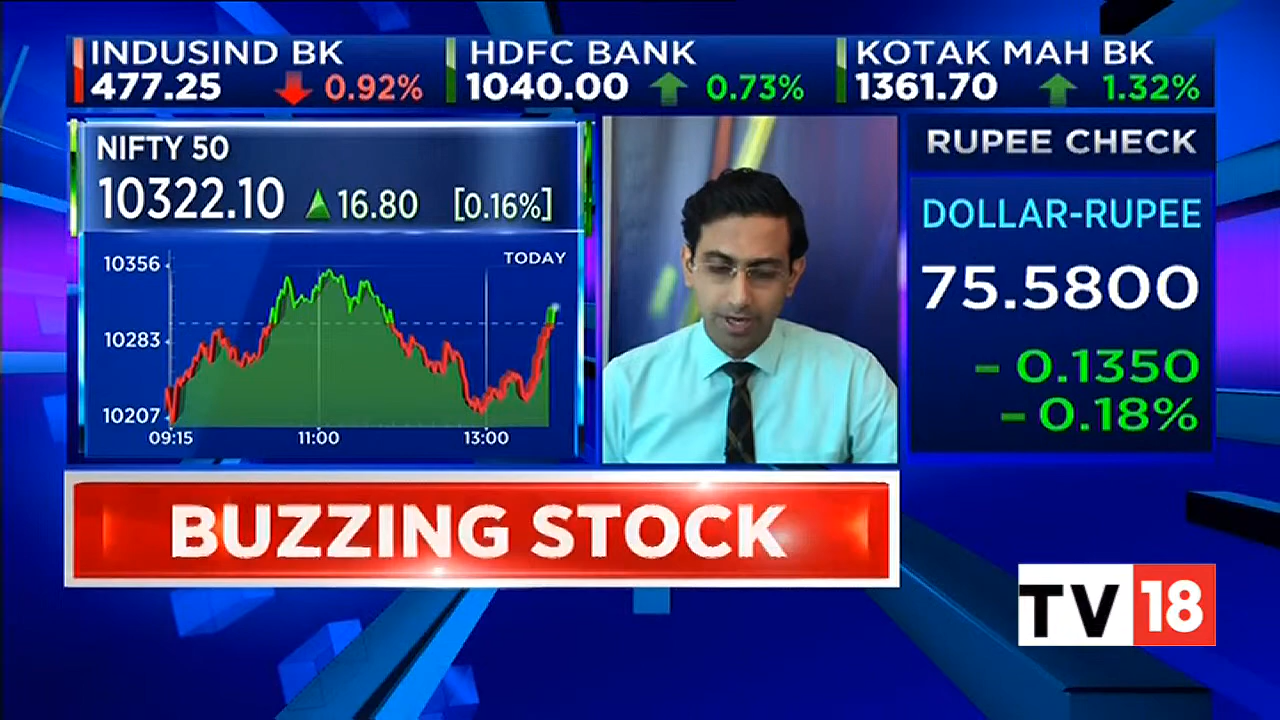 INDUSIND BK
477.25 0.92%
HDFC BANK
1040.00 0.73%
KOTAK MAH BK
1361.70 1.32%
NIFTY 50
10322.10 16.80 [0.16%]
TODAY
10356
10283
10207
09:15 11:00 13:00
RUPEE CHECK
DOLLAR-RUPEE
75.5800
- 0.1350
- 0.18%
BUZZING STOCK
TV18